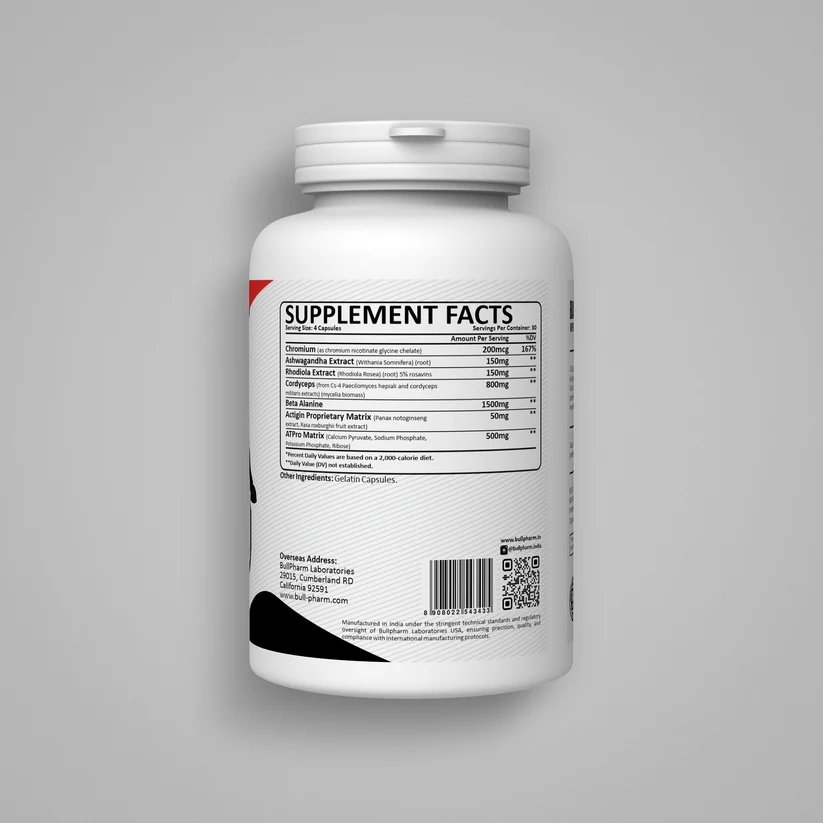 SUPPLEMENT FACTS
Serving Size: 4 Capsules Servings Per Container: 30
Amount Per Serving %DV
Chromium (as chromium nicotinate glycine chelate) 200mcg 167%
Ashwagandha Extract (Withania Somnifera) (root) 150mg **
Rhodiola Extract (Rhodiola Rosea) (root) 5% rosavins 150mg **
Cordyceps (from Cs-4 Paecilomyces hepiali and cordyceps 800mg **
militaris extracts) (mycelia biomass)
Beta Alanine 1500mg **
Actigin Proprietary Matrix (Panax notoginseng 50mg **
extract, Rasa roxburghii fruit extract)
ATPro Matrix (Calcium Pyruvate, Sodium Phosphate, 500mg **
Potassium Phosphate, Ribose)
*Percent Daily Values are based on a 2,000-calorie diet.
**Daily Value (DV) not established.
Other Ingredients: Gelatin Capsules.
www.bullpharm.in
@bullpharm.india
Overseas Address:
BullPharm Laboratories
29015, Cumberland RD
California 92591
www.bull-pharm.com
8 908022 543433
Manufactured in India under the stringent technical standards and regulatory
oversight of Bullpharm Laboratories USA, ensuring precision, quality, and
compliance with international manufacturing protocols.